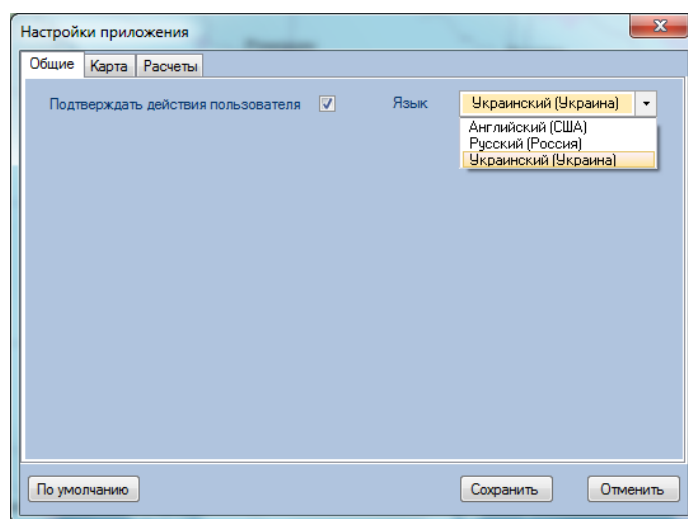 Настройки приложения
Общие Карта Расчеты
Подтверждать действия пользователя Язык Украинский (Украина)
Английский (США)
Русский (Россия)
Украинский (Украина)
По умолчанию Сохранить Отменить